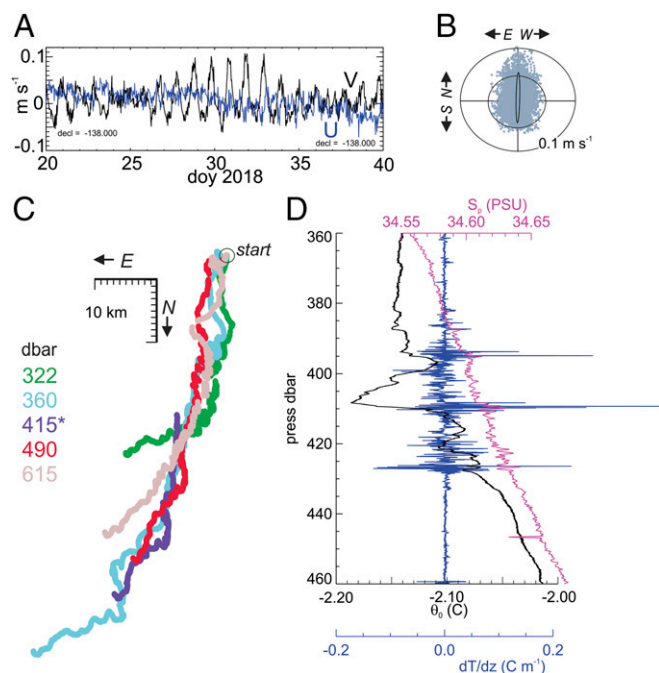 A
0.1
0
-0.1
m s⁻¹
V
U
decl = -138.000
decl = -138.000
20
25
30
35
40
doy 2018
B
E W
S N
0.1 m s⁻¹
C
start
E
N
10 km
dbar
322
360
415*
490
615
D
Sₚ (PSU)
34.55
34.60
34.65
360
380
400
420
440
460
press dbar
-2.20
-2.10
-2.00
θ₀ (C)
-0.2
0.0
0.2
dT/dz (C m⁻¹)